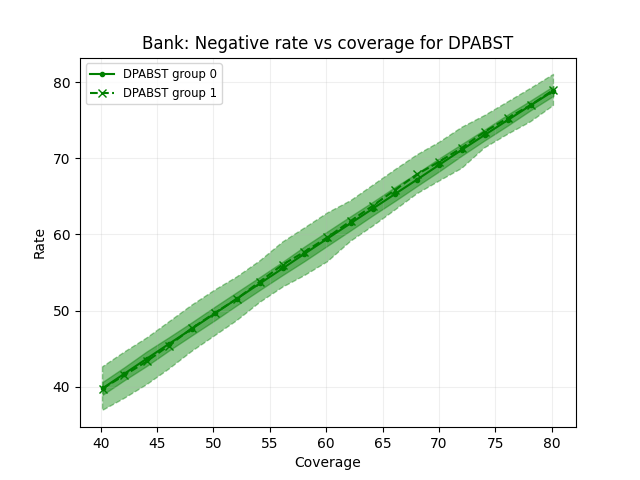 Bank: Negative rate vs coverage for DPABST
DPABST group 0
DPABST group 1
80
70
60
50
40
Rate
40 45 50 55 60 65 70 75 80
Coverage